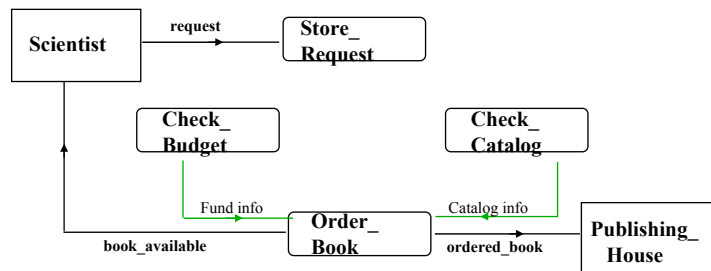 request
Scientist
Store_
Request
Check_
Budget
Check_
Catalog
Fund info
Catalog info
Order_
Book
book_available
ordered_book
Publishing_
House